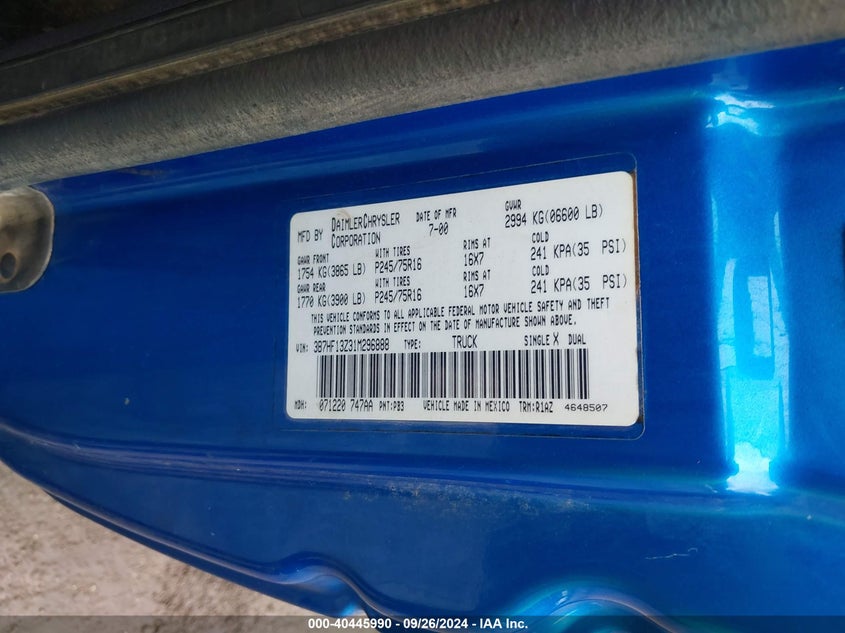 MFD BY DAIMLERCHRYSLER CORPORATION DATE OF MFR 7-00 GVWR 2994 KG(06600 LB)
GAWR FRONT WITH TIRES RIMS AT COLD
1754 KG(3865 LB) P245/75R16 16X7 241 KPA(35 PSI)
GAWR REAR WITH TIRES RIMS AT COLD
1770 KG(3900 LB) P245/75R16 16X7 241 KPA(35 PSI)
THIS VEHICLE CONFORMS TO ALL APPLICABLE FEDERAL MOTOR VEHICLE SAFETY AND THEFT
PREVENTION STANDARDS IN EFFECT ON THE DATE OF MANUFACTURE SHOWN ABOVE.
VIN: 3B7HF13Z31M296888 TYPE: TRUCK SINGLE X DUAL
MDH: 071220 747AA PNT:PB3 VEHICLE MADE IN MEXICO TRM:R1AZ 4648507
000-40445990 - 09/26/2024 - IAA Inc.